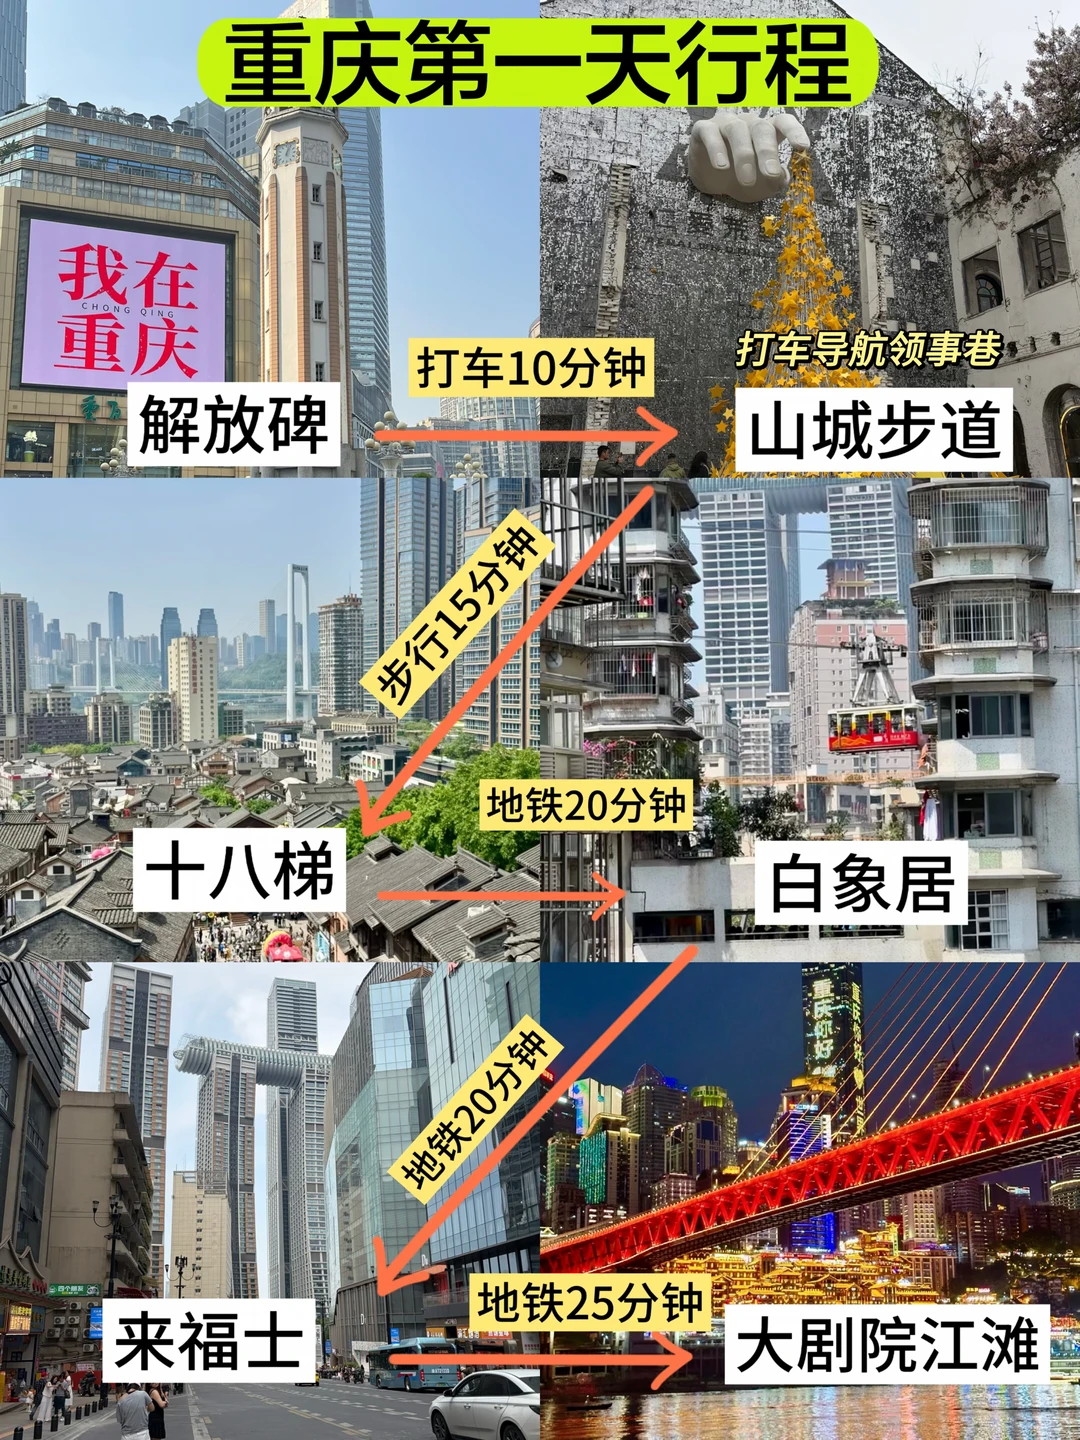 重庆第一天行程
我在
CHONG QING
重庆
打车10分钟
打车导航领事巷
解放碑
山城步道
步行15分钟
地铁20分钟
十八梯
白象居
地铁20分钟
重庆
你好
地铁25分钟
来福士
大剧院江滩